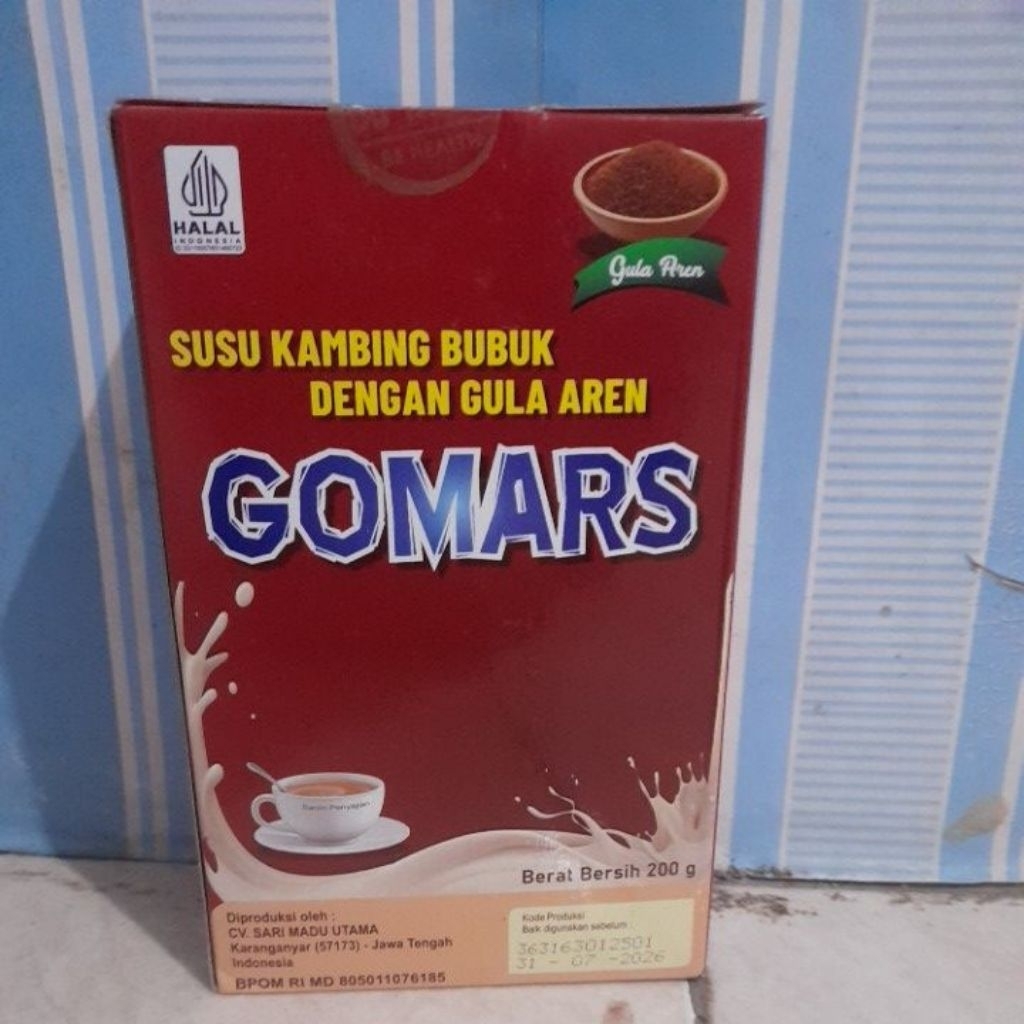 BE HEALTHY
HALAL
INDONESIA
Gula Aren
SUSU KAMBING BUBUK
DENGAN GULA AREN
GOMARS
Saran Penyajian
Berat Bersih 200 g
Diproduksi oleh :
CV. SARI MADU UTAMA
Karanganyar (57173) - Jawa Tengah
Indonesia
BPOM RI MD 805011076185
Kode Produksi
Baik digunakan sebelum :
363163012501
31 - 07 - 2026